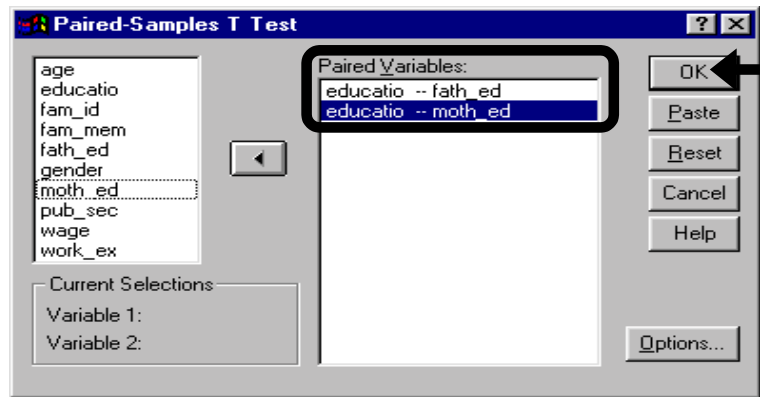 Paired-Samples T Test
age
educatio
fam_id
fam_mem
fath_ed
gender
moth_ed
pub_sec
wage
work_ex
Current Selections
Variable 1:
Variable 2:
Paired Variables:
educatio -- fath_ed
educatio -- moth_ed
OK
Paste
Reset
Cancel
Help
Options...